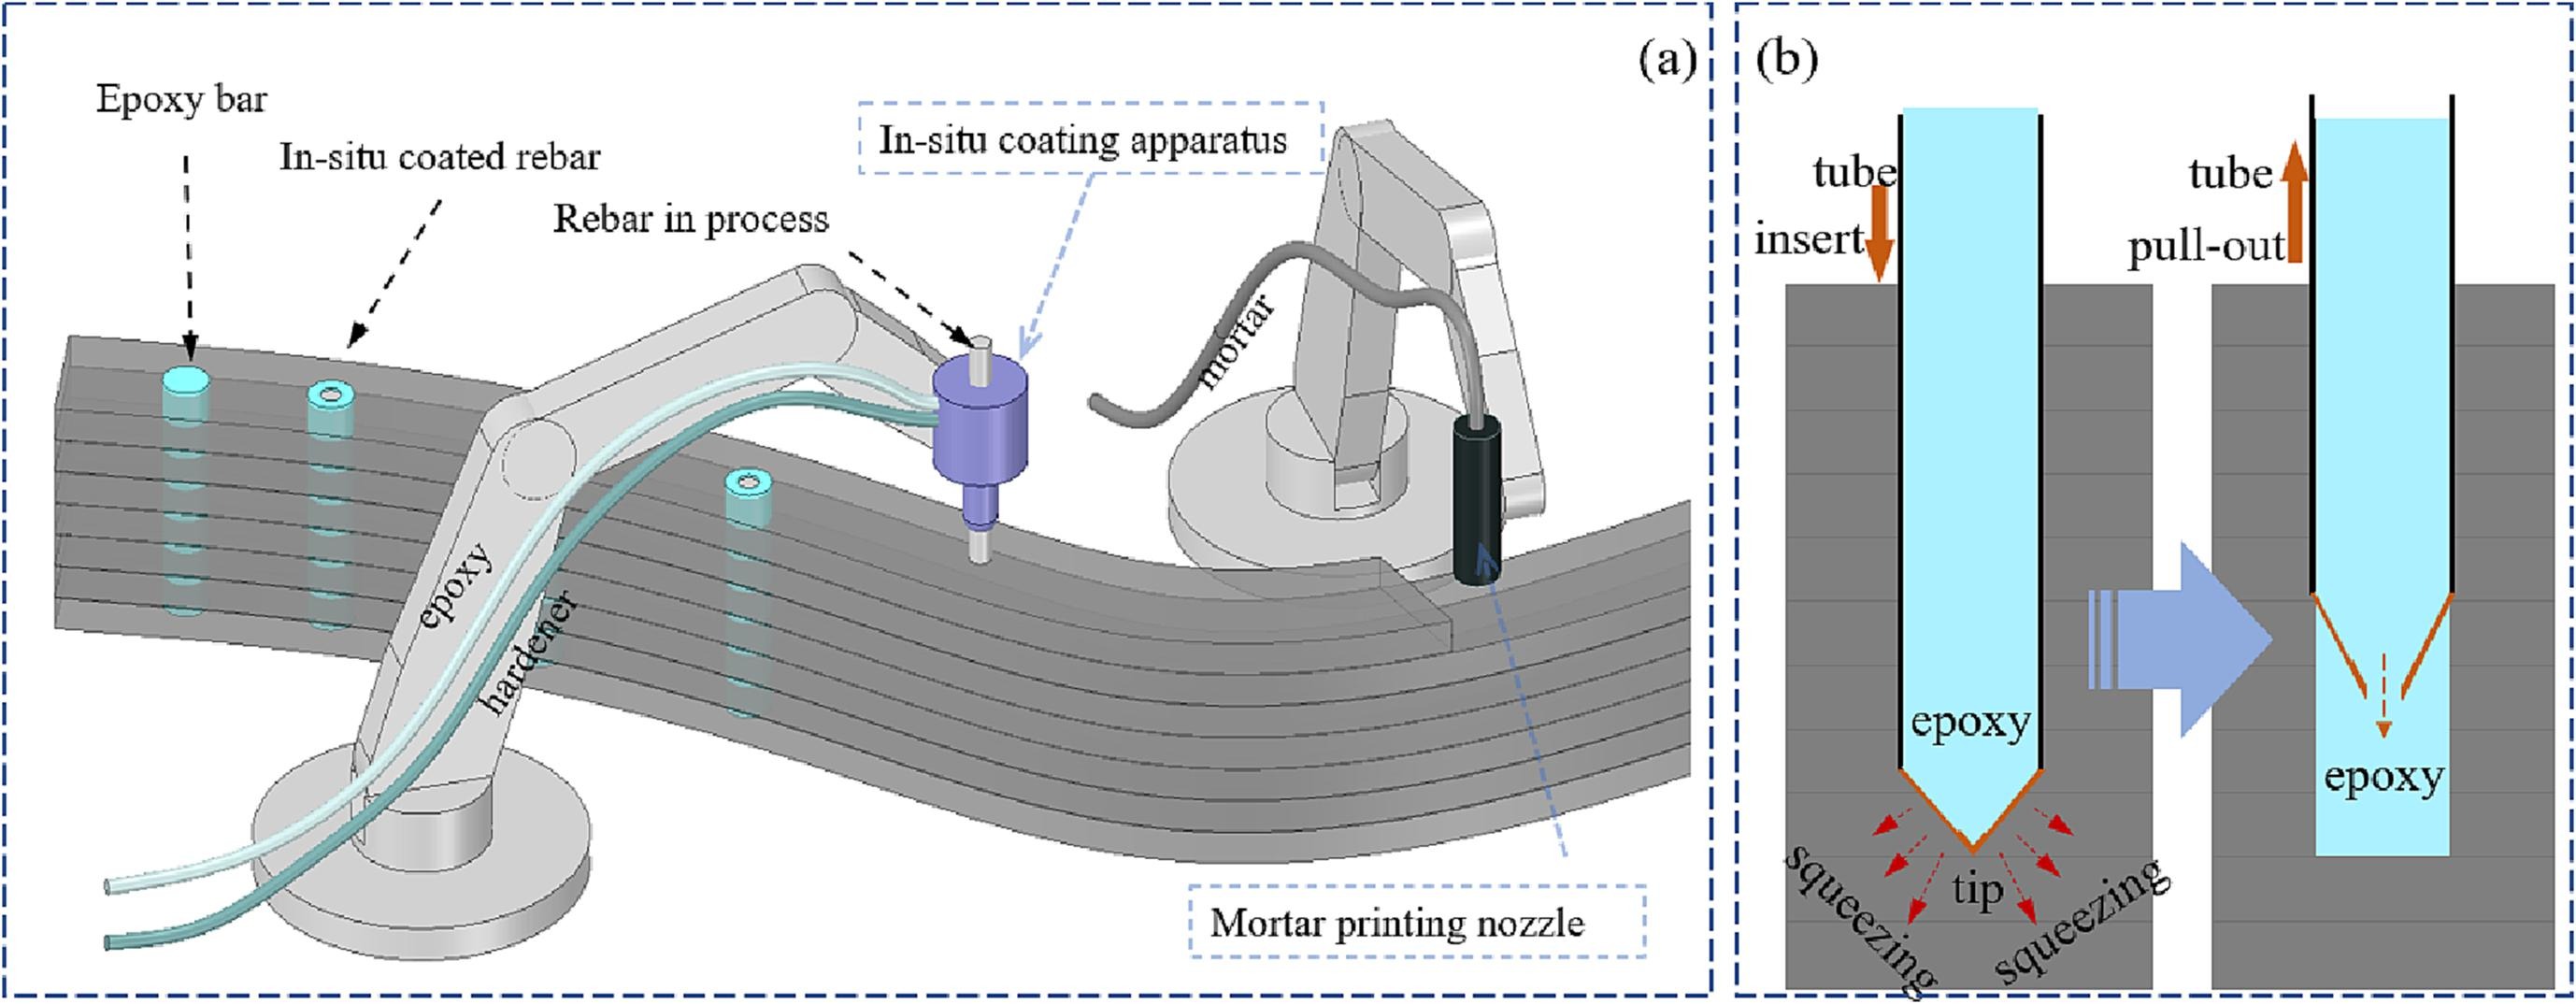 (a)
Epoxy bar
In-situ coated rebar
Rebar in process
In-situ coating apparatus
mortar
epoxy
hardener
Mortar printing nozzle
(b)
tube
insert
epoxy
tip
squeezing
squeezing
tube
pull-out
epoxy